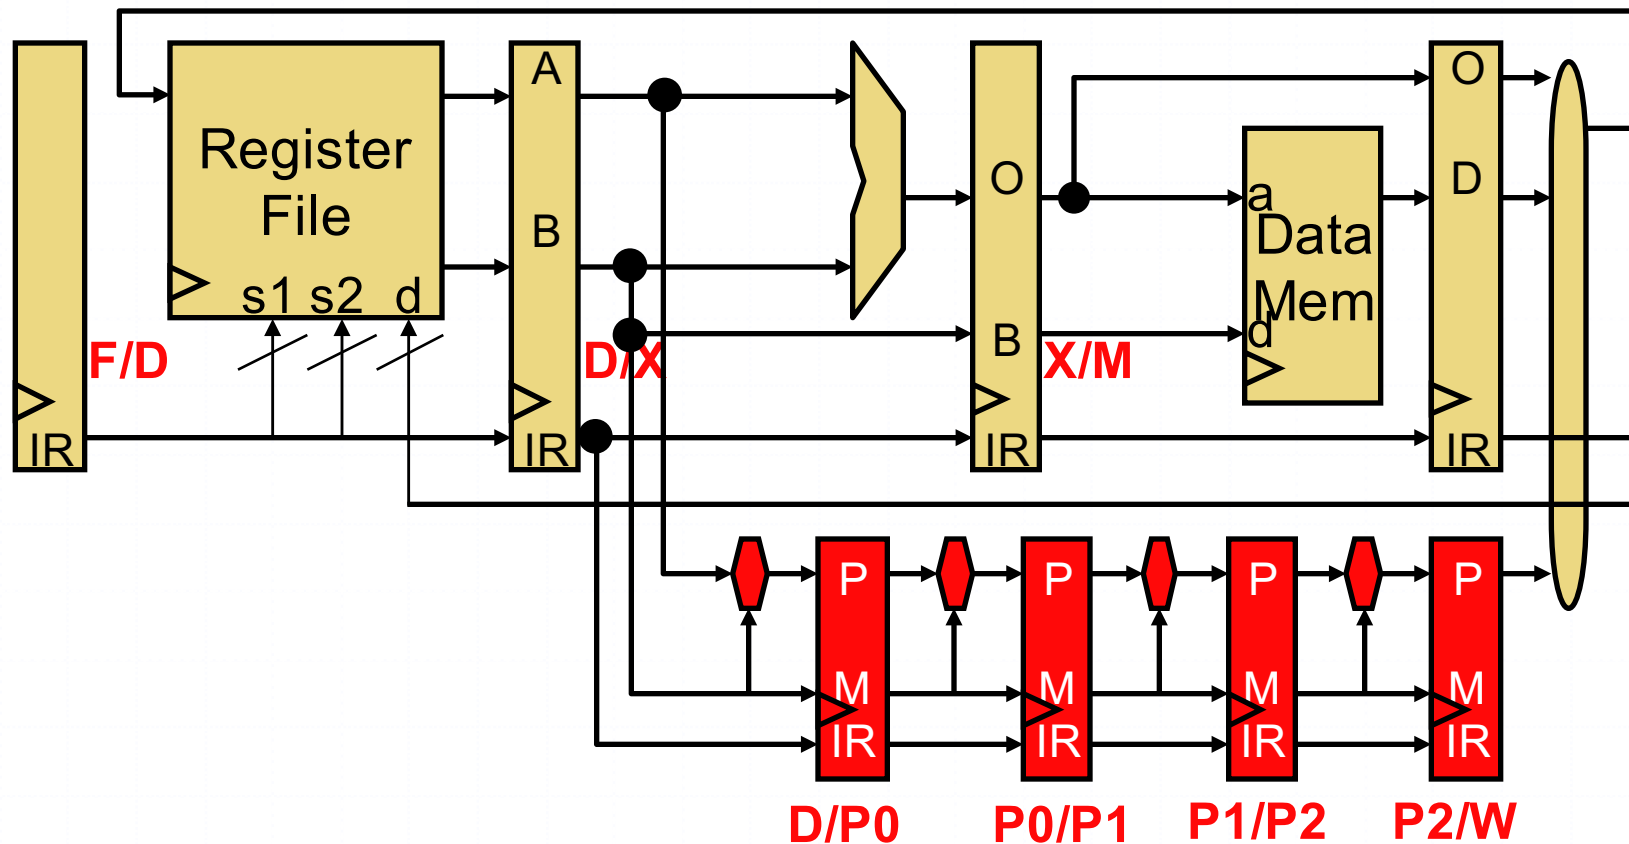 A
O
Register
File
O
D
a
Data
Mem
d
B
B
s1 s2 d
F/D
D/X
X/M
IR
IR
IR
IR
P
P
P
P
M
M
M
M
IR
IR
IR
IR
D/P0
P0/P1
P1/P2
P2/W